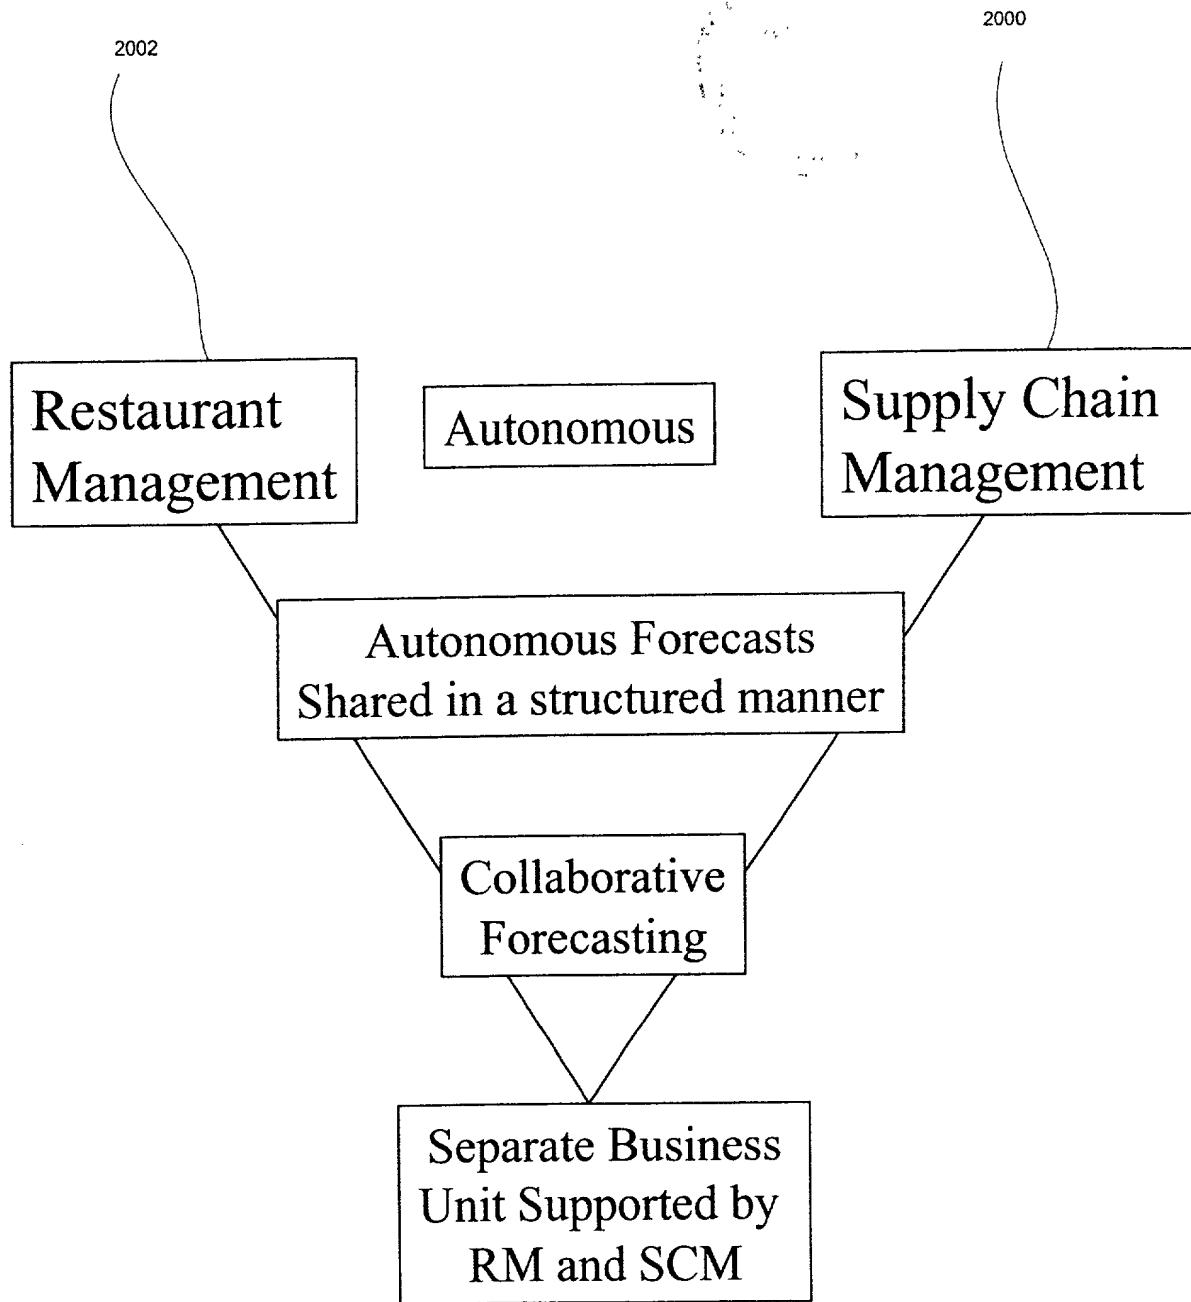 2002
2000
Restaurant
Management
Autonomous
Supply Chain
Management
Autonomous Forecasts
Shared in a structured manner
Collaborative
Forecasting
Separate Business
Unit Supported by
RM and SCM